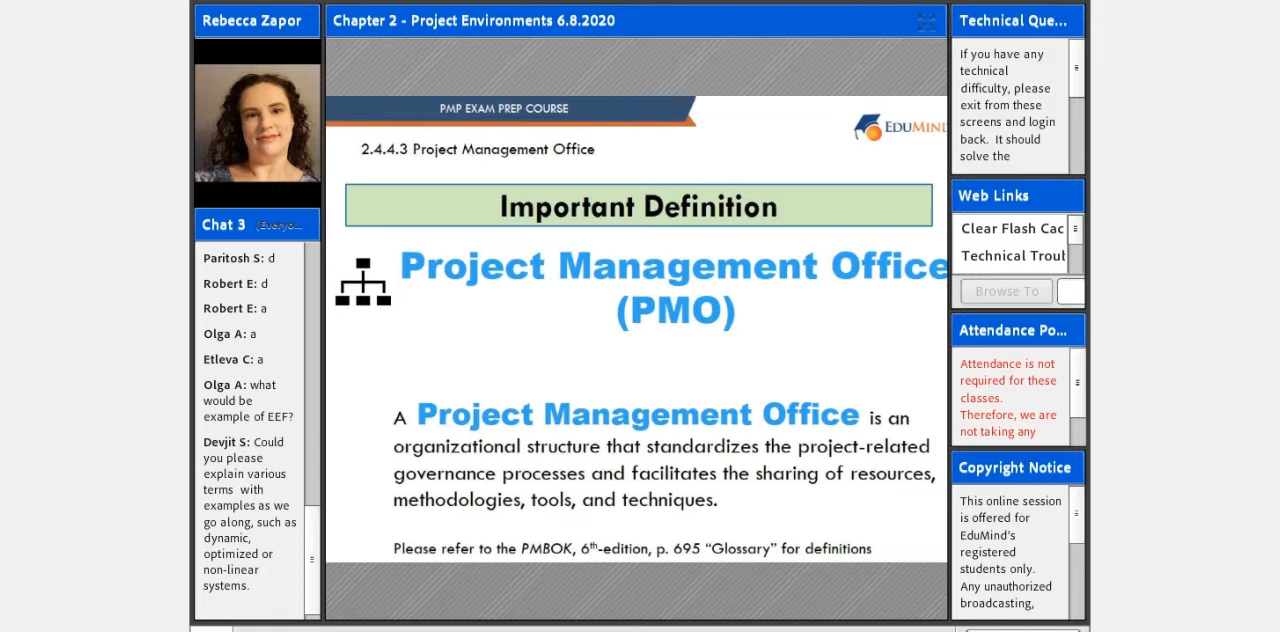 Rebecca Zapor
Chapter 2 - Project Environments 6.8.2020
Technical Que...
If you have any
technical
difficulty, please
exit from these
screens and login
back. It should
solve the
PMP EXAM PREP COURSE
EDUMIND
2.4.4.3 Project Management Office
Important Definition
Project Management Office
(PMO)
A Project Management Office is an
organizational structure that standardizes the project-related
governance processes and facilitates the sharing of resources,
methodologies, tools, and techniques.
Please refer to the PMBOK, 6th-edition, p. 695 “Glossary” for definitions
Chat 3 (Everyo...
Paritosh S: d
Robert E: d
Robert E: a
Olga A: a
Etleva C: a
Olga A: what
would be
example of EEF?
Devjit S: Could
you please
explain various
terms with
examples as we
go along, such as
dynamic,
optimized or
non-linear
systems.
Web Links
Clear Flash Cac
Technical Troul
Browse To
Attendance Po...
Attendance is not
required for these
classes.
Therefore, we are
not taking any
Copyright Notice
This online session
is offered for
EduMind's
registered
students only.
Any unauthorized
broadcasting,